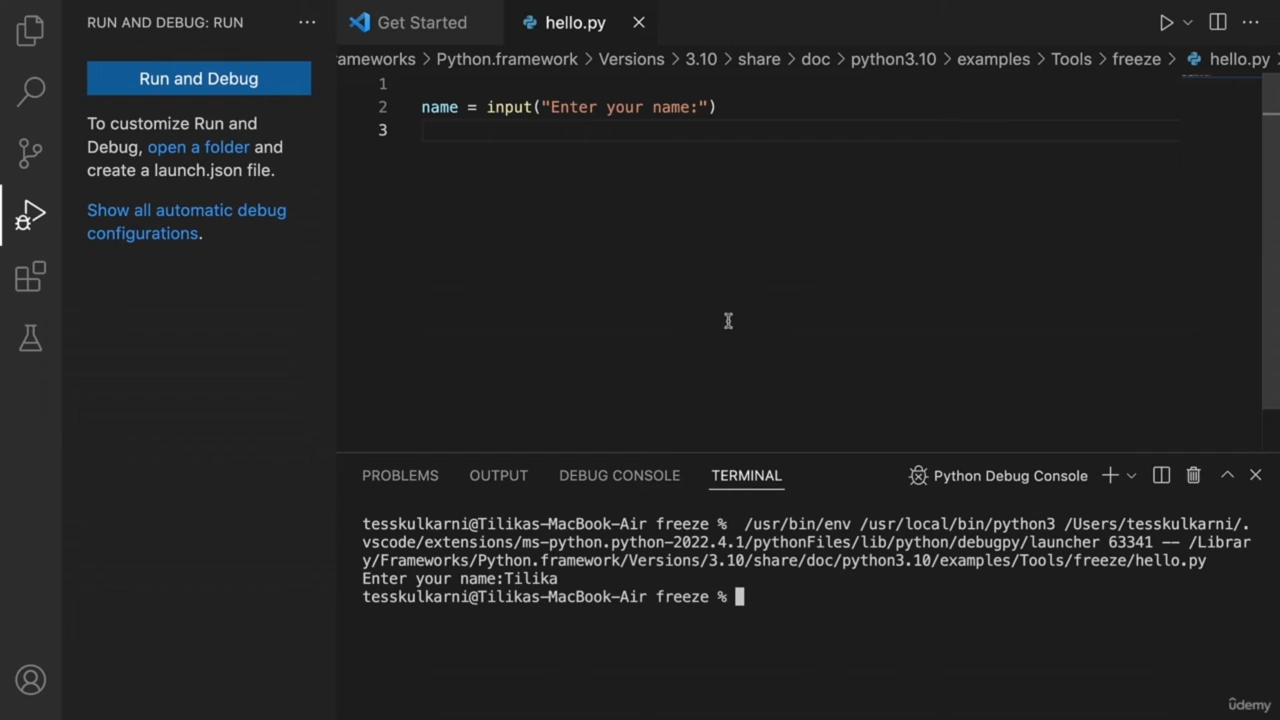 RUN AND DEBUG: RUN
Run and Debug
To customize Run and
Debug, open a folder and
create a launch.json file.
Show all automatic debug
configurations.
Get Started
hello.py
rameworks > Python.framework > Versions > 3.10 > share > doc > python3.10 > examples > Tools > freeze > hello.py
1
2 name = input("Enter your name:")
3
PROBLEMS OUTPUT DEBUG CONSOLE TERMINAL Python Debug Console
tesskulkarni@Tilikas-MacBook-Air freeze %  /usr/bin/env /usr/local/bin/python3 /Users/tesskulkarni/.
vscode/extensions/ms-python.python-2022.4.1/pythonFiles/lib/python/debugpy/launcher 63341 -- /Librar
y/Frameworks/Python.framework/Versions/3.10/share/doc/python3.10/examples/Tools/freeze/hello.py
Enter your name:Tilika
tesskulkarni@Tilikas-MacBook-Air freeze %
ûdemy